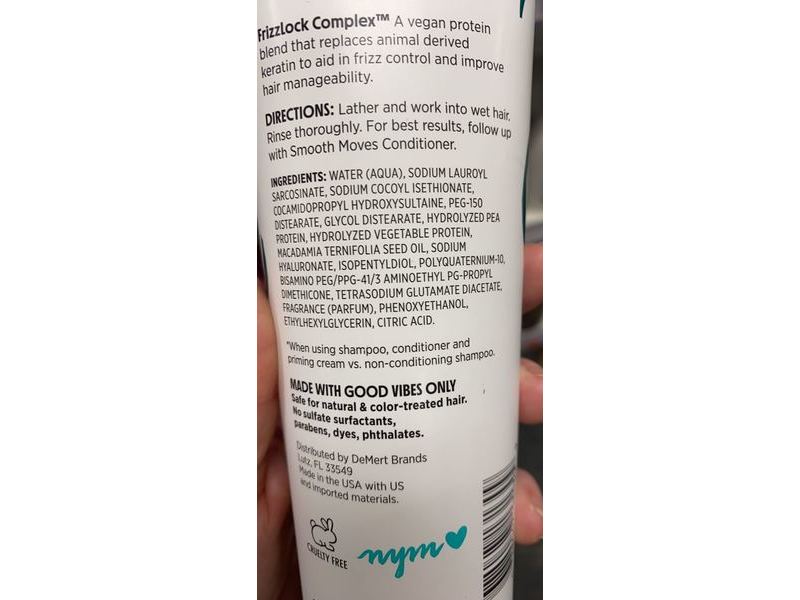 FrizzLock Complex™ A vegan protein
blend that replaces animal derived
keratin to aid in frizz control and improve
hair manageability.
DIRECTIONS: Lather and work into wet hair.
Rinse thoroughly. For best results, follow up
with Smooth Moves Conditioner.
INGREDIENTS: WATER (AQUA), SODIUM LAUROYL
SARCOSINATE, SODIUM COCOYL ISETHIONATE,
COCAMIDOPROPYL HYDROXYSULTAINE, PEG-150
DISTEARATE, GLYCOL DISTEARATE, HYDROLYZED PEA
PROTEIN, HYDROLYZED VEGETABLE PROTEIN,
MACADAMIA TERNIFOLIA SEED OIL, SODIUM
HYALURONATE, ISOPENTYLDIOL, POLYQUATERNIUM-10,
BISAMINO PEG/PPG-41/3 AMINOETHYL PG-PROPYL
DIMETHICONE, TETRASODIUM GLUTAMATE DIACETATE,
FRAGRANCE (PARFUM), PHENOXYETHANOL,
ETHYLHEXYLGLYCERIN, CITRIC ACID.
*When using shampoo, conditioner and
priming cream vs. non-conditioning shampoo.
MADE WITH GOOD VIBES ONLY
Safe for natural & color-treated hair.
No sulfate surfactants,
parabens, dyes, phthalates.
Distributed by DeMert Brands
Lutz, FL 33549
Made in the USA with US
and imported materials.
CRUELTY FREE
nym